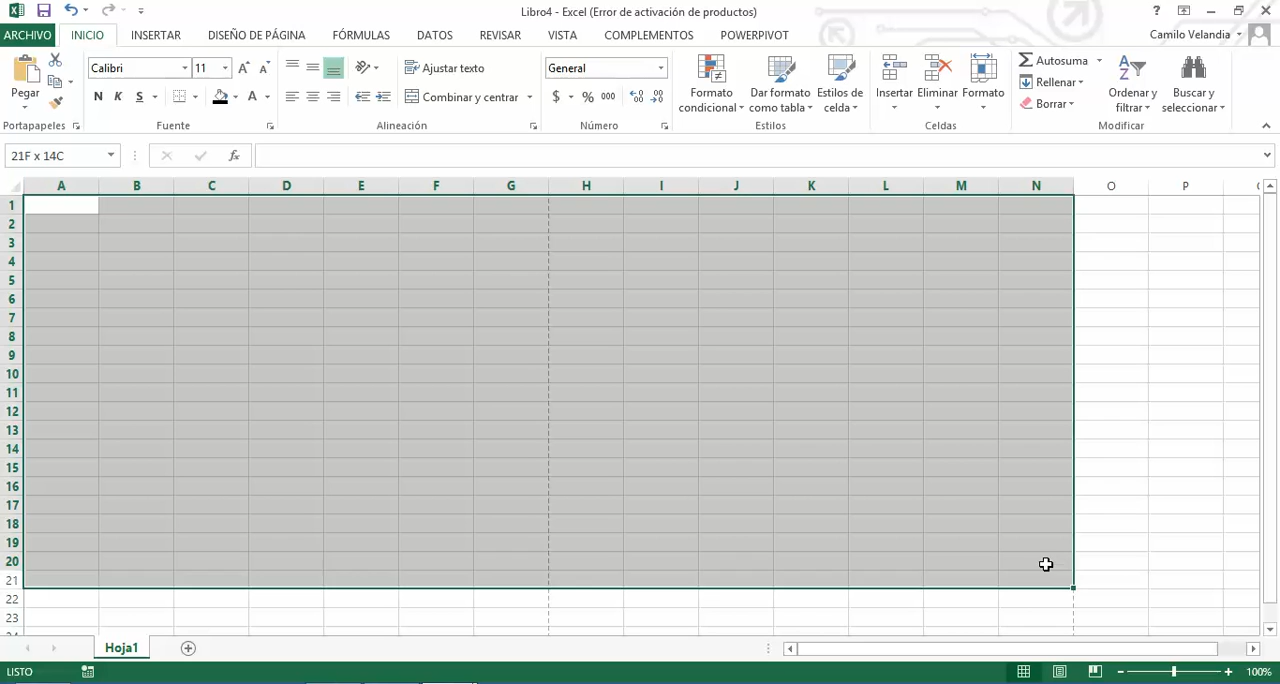 Libro4 - Excel (Error de activación de productos)
?
ARCHIVO INICIO INSERTAR DISEÑO DE PÁGINA FÓRMULAS DATOS REVISAR VISTA COMPLEMENTOS POWERPIVOT Camilo Velandia
Pegar
Calibri 11
N K S A
Ajustar texto
Combinar y centrar
General
$ % 000
Formato condicional
Dar formato como tabla
Estilos de celda
Insertar Eliminar Formato
Autosuma
Rellenar
Borrar
Ordenar y filtrar
Buscar y seleccionar
Portapapeles Fuente Alineación Número Estilos Celdas Modificar
21F x 14C fx
A B C D E F G H I J K L M N O P
1
2
3
4
5
6
7
8
9
10
11
12
13
14
15
16
17
18
19
20
21
22
23
Hoja1
LISTO 100%